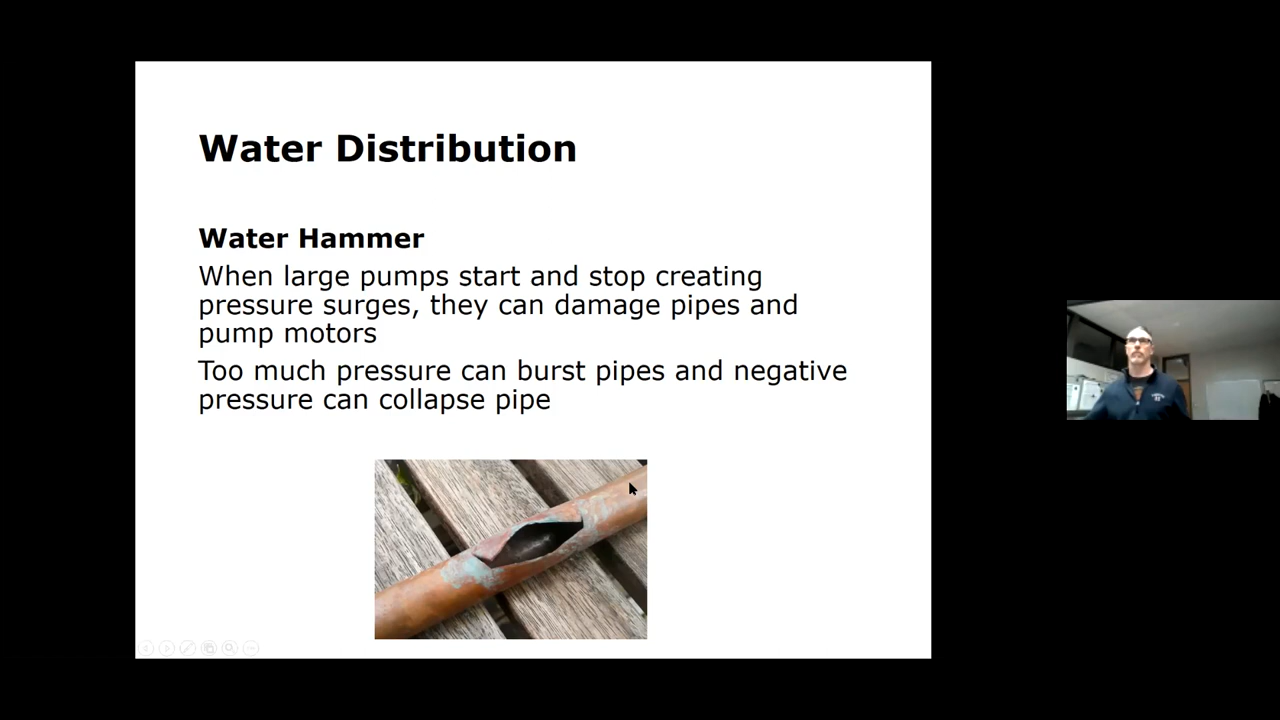 Water Distribution
Water Hammer
When large pumps start and stop creating
pressure surges, they can damage pipes and
pump motors
Too much pressure can burst pipes and negative
pressure can collapse pipe